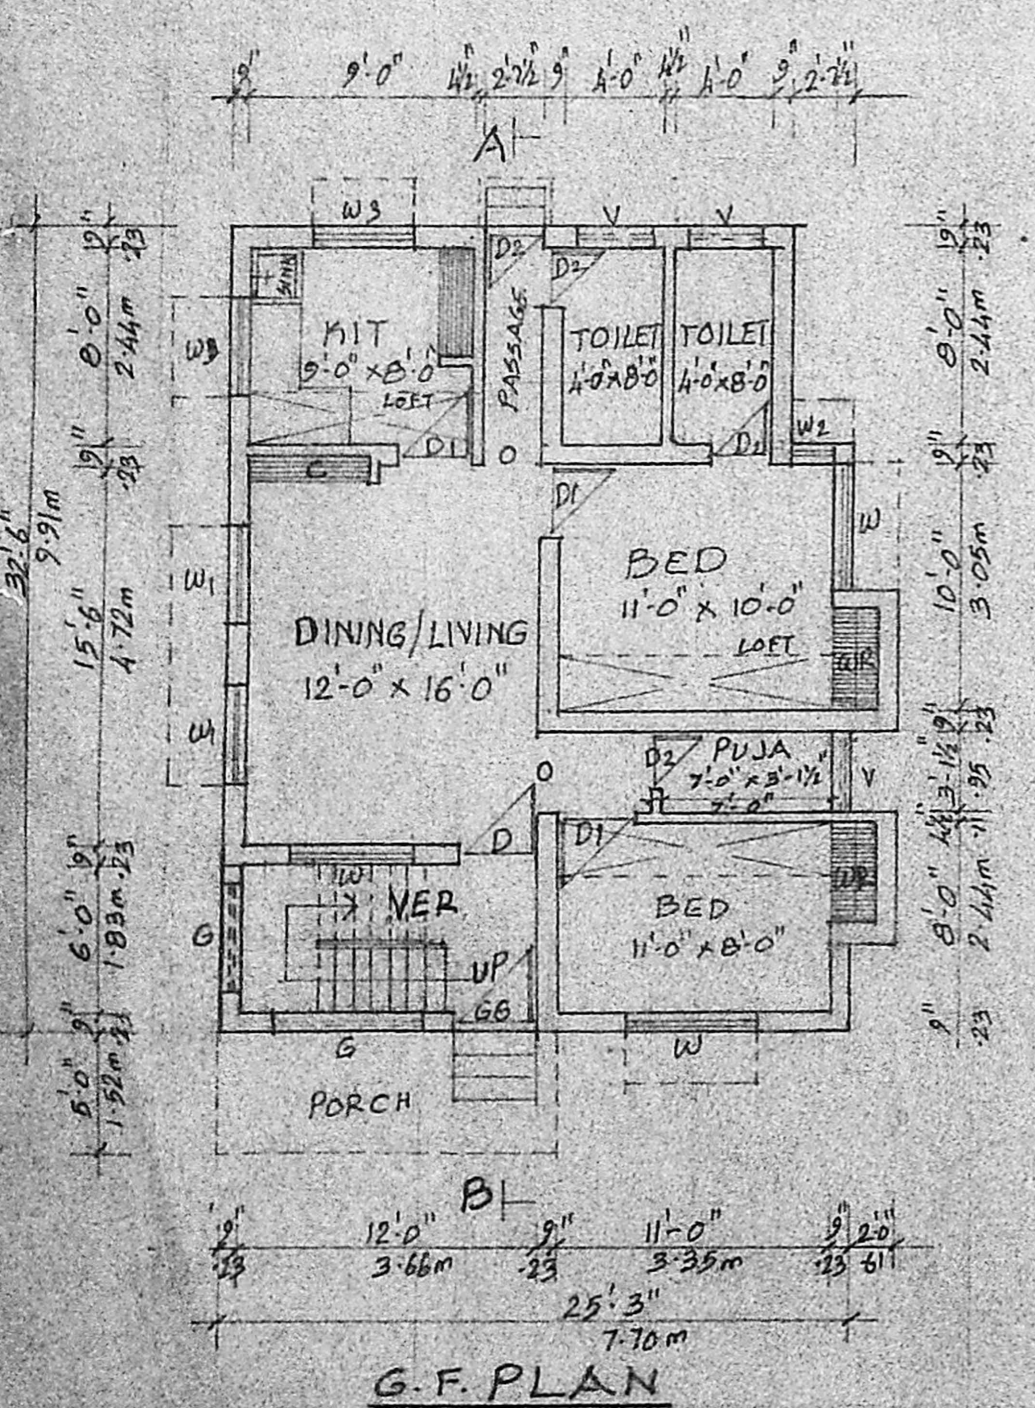 9" 9'-0" 4½" 2'-7½" 9" 4'-0" 4½" 4'-0" 9" 2'-7½"
A
W3 V V
D2 D2
SINK
KIT
9'-0" x 8'-0"
LOFT
D1
PASSAGE
TOILET
4'-0" x 8'-0"
TOILET
4'-0" x 8'-0"
D2
W2
O
C
D1
W
BED
11'-0" x 10'-0"
LOFT
WR
W1
DINING/LIVING
12'-0" x 16'-0"
W1
D2
PUJA
7'-0" x 3'-1½"
7'-0"
V
O
D
D1
WR
W
VER
BED
11'-0" x 8'-0"
G
UP
GG
G
W
PORCH
32'-6"
9.91m
9"
.23
8'-0"
2.44m
9"
.23
15'-6"
4.72m
9"
.23
6'-0"
1.83m
9"
5'-0"
1.52m
9"
.23
8'-0"
2.44m
9"
.23
10'-0"
3.05m
9"
.23
3'-1½"
.95
4½"
.11
8'-0"
2.44m
9"
.23
B
9" 12'-0" 9" 11'-0" 9" 2'-0"
.23 3.66m .23 3.35m .23 .61
25'-3"
7.70m
G.F. PLAN